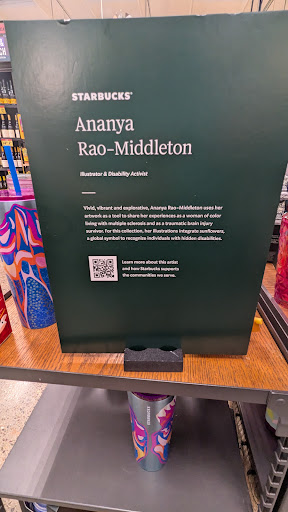 STARBUCKS®
Ananya
Rao-Middleton
Illustrator & Disability Activist
Vivid, vibrant and explorative, Ananya Rao-Middleton uses her
artwork as a tool to share her experiences as a woman of color
living with multiple sclerosis and as a traumatic brain injury
survivor. For this collection, her illustrations integrate sunflowers,
a global symbol to recognize individuals with hidden disabilities.
Learn more about this artist
and how Starbucks supports
the communities we serve.
STARBUCKS